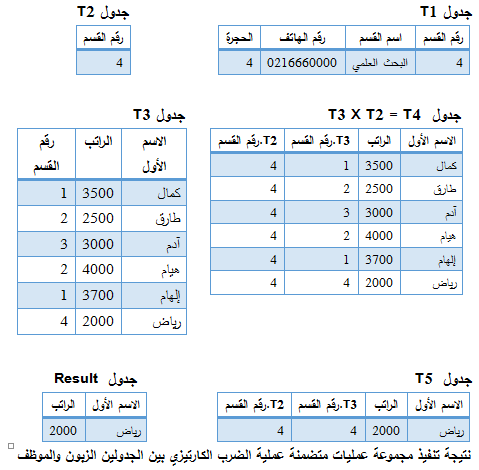 جدول T1
رقم القسم اسم القسم رقم الهاتف الحجرة
4 البحث العلمي 0216660000 4
جدول T2
رقم القسم
4
جدول T3 X T2 = T4
الاسم الأول الراتب T3.رقم القسم T2.رقم القسم
كمال 3500 1 4
طارق 2500 2 4
آدم 3000 3 4
هيام 4000 2 4
إلهام 3700 1 4
رياض 2000 4 4
جدول T3
الاسم الأول الراتب رقم القسم
كمال 3500 1
طارق 2500 2
آدم 3000 3
هيام 4000 2
إلهام 3700 1
رياض 2000 4
جدول T5
الاسم الأول الراتب T3.رقم القسم T2.رقم القسم
رياض 2000 4 4
جدول Result
الاسم الأول الراتب
رياض 2000
نتيجة تنفيذ مجموعة عمليات متضمنة عملية الضرب الكارتيزي بين الجدولين الزبون والموظف